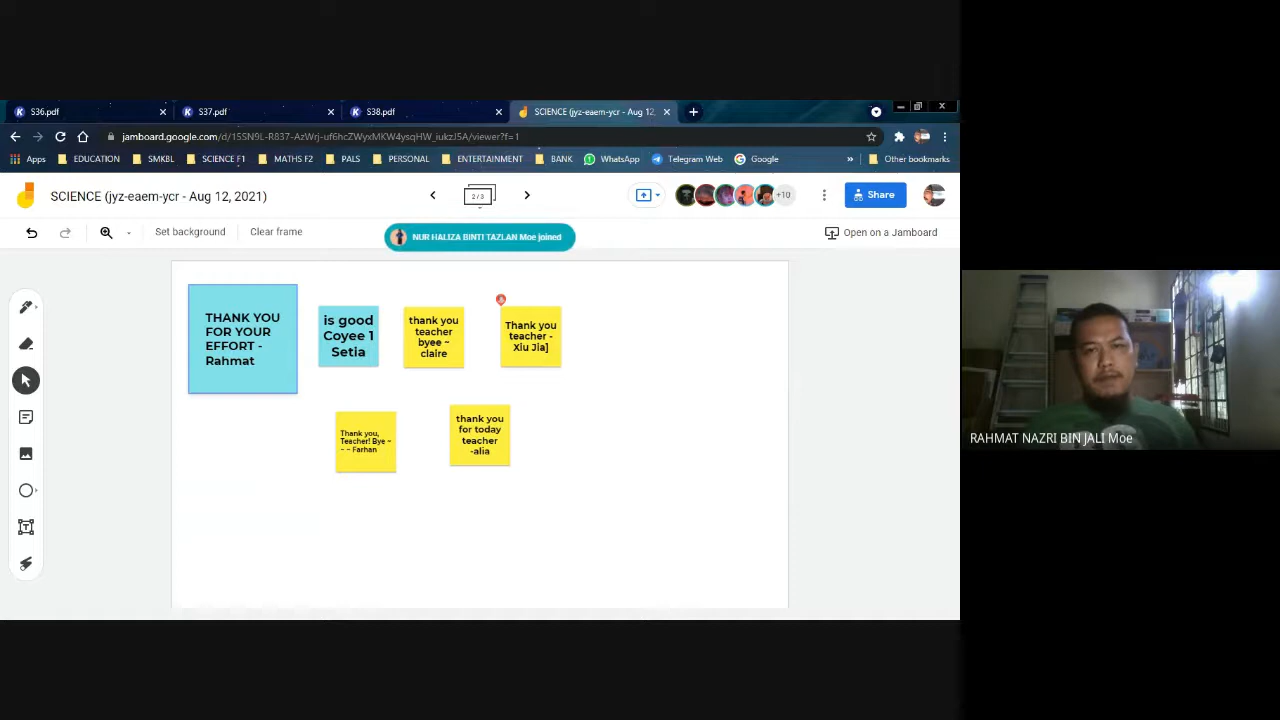 S36.pdf
S37.pdf
S38.pdf
SCIENCE (jyz-eaem-ycr - Aug 12,
jamboard.google.com/d/15SN9L-R837-AzWrj-uf6hcZWyxMKW4ysqHW_iukzJ5A/viewer?f=1
Apps
EDUCATION
SMKBL
SCIENCE F1
MATHS F2
PALS
PERSONAL
ENTERTAINMENT
BANK
WhatsApp
Telegram Web
Google
»
Other bookmarks
SCIENCE (jyz-eaem-ycr - Aug 12, 2021)
2 / 3
+10
Share
Set background
Clear frame
NUR HALIZA BINTI TAZLAN Moe joined
Open on a Jamboard
THANK YOU
FOR YOUR
EFFORT -
Rahmat
is good
Coyee 1
Setia
thank you
teacher
byee ~
claire
Thank you
teacher -
Xiu Jia]
Thank you,
Teacher! Bye ~
~ ~ Farhan
thank you
for today
teacher
-alia
RAHMAT NAZRI BIN JALI Moe